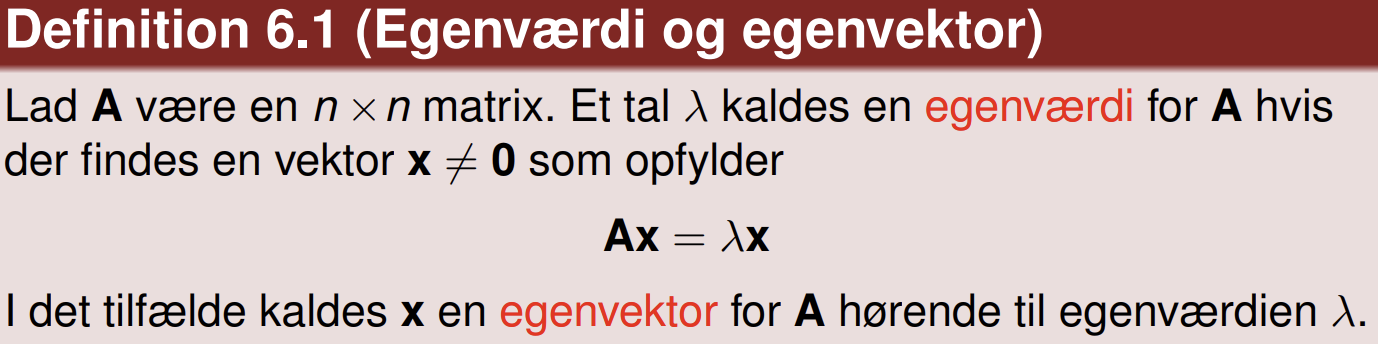 Definition 6.1 (Egenværdi og egenvektor)
Lad A være en n × n matrix. Et tal λ kaldes en egenværdi for A hvis
der findes en vektor x ≠ 0 som opfylder
Ax = λx
I det tilfælde kaldes x en egenvektor for A hørende til egenværdien λ.